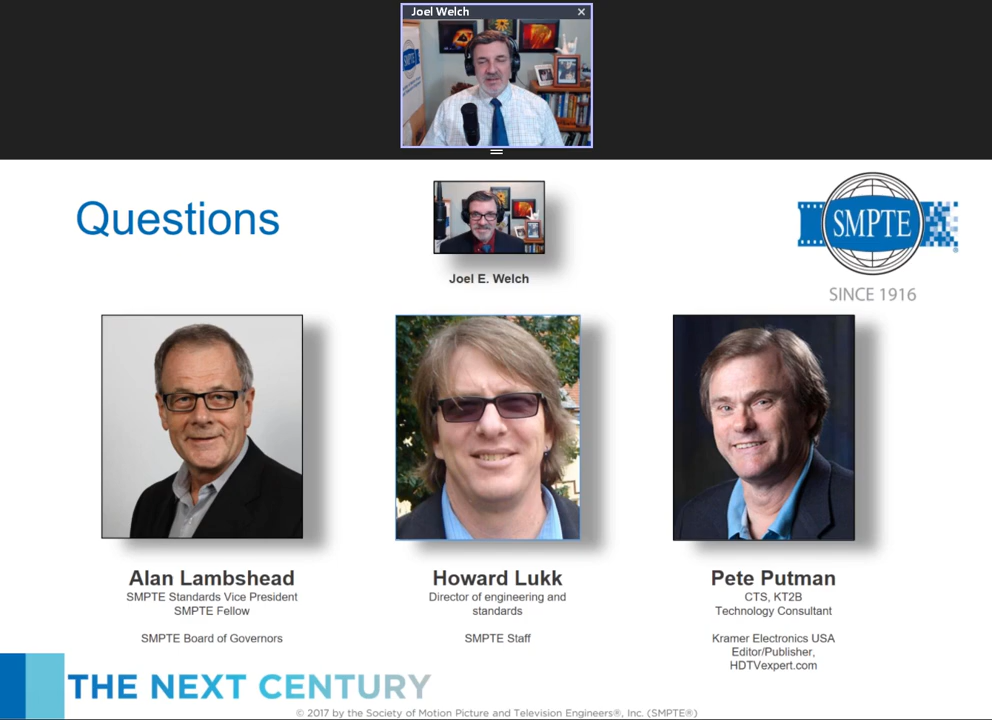 Joel Welch
Questions
Joel E. Welch
SMPTE
SINCE 1916
Alan Lambshead
SMPTE Standards Vice President
SMPTE Fellow
SMPTE Board of Governors
Howard Lukk
Director of engineering and
standards
SMPTE Staff
Pete Putman
CTS, KT2B
Technology Consultant
Kramer Electronics USA
Editor/Publisher,
HDTVexpert.com
THE NEXT CENTURY
© 2017 by the Society of Motion Picture and Television Engineers®, Inc. (SMPTE®)